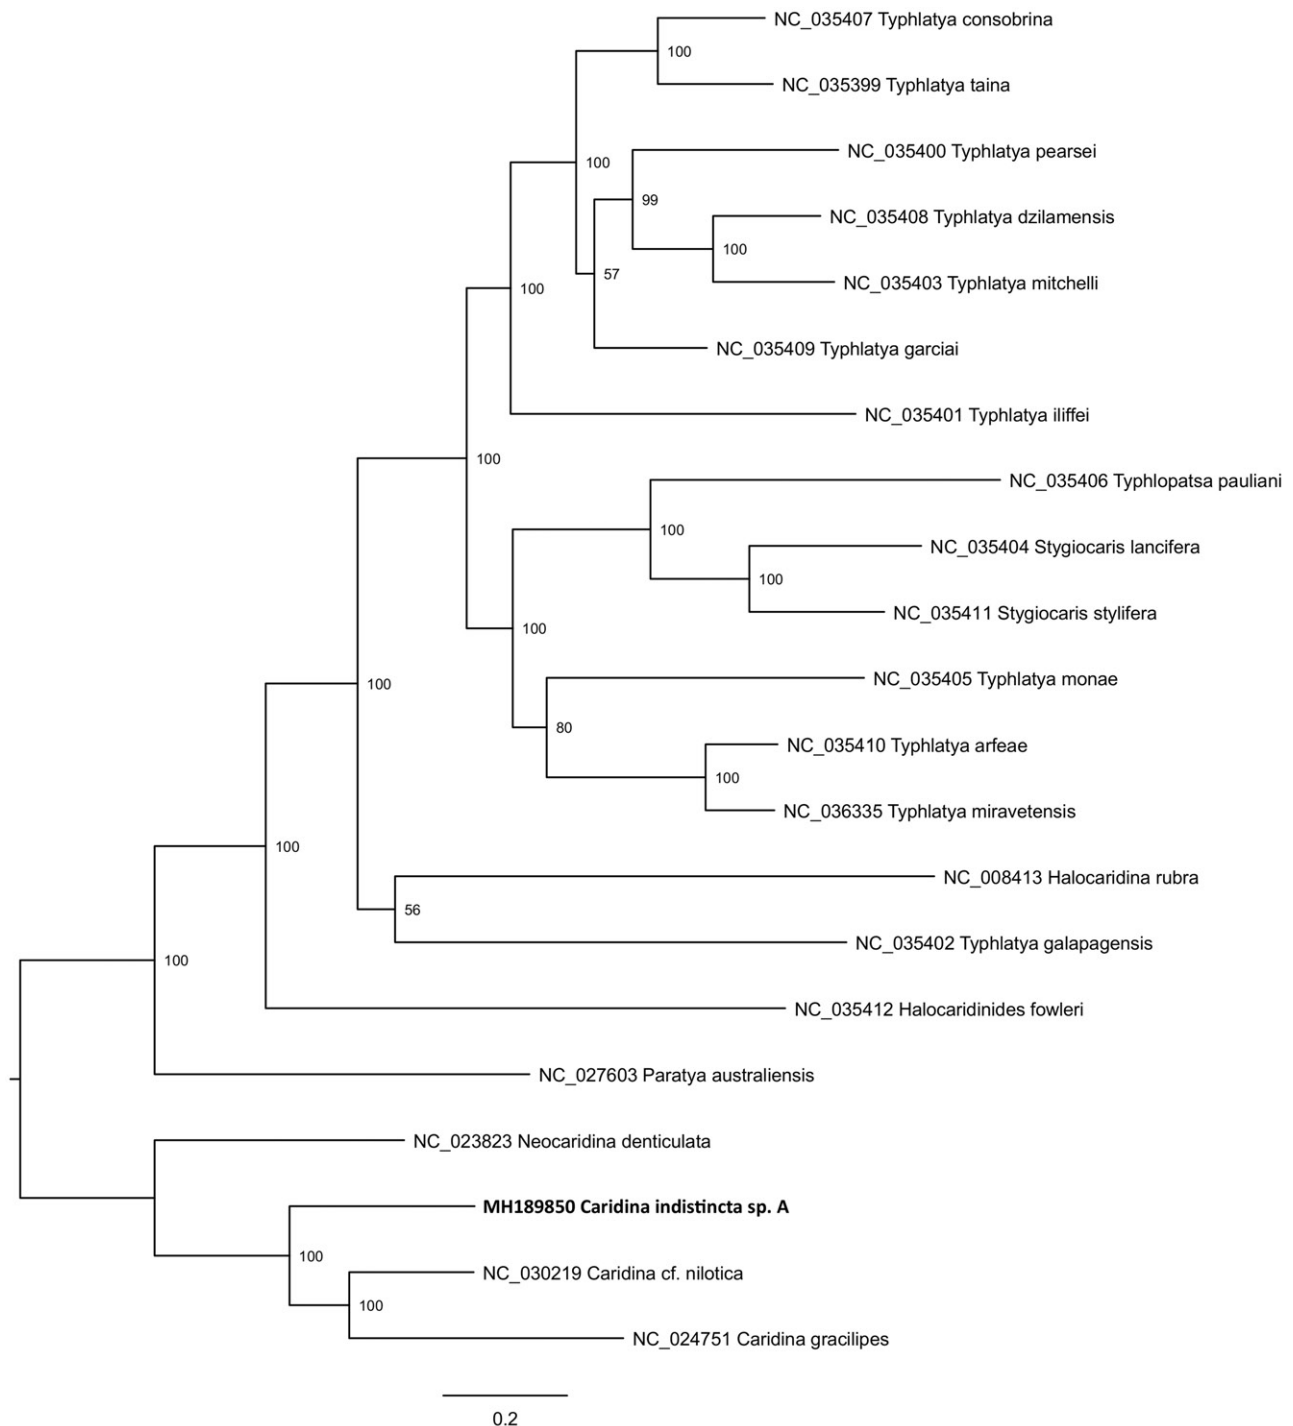 NC_035407 Typhlatya consobrina
100
NC_035399 Typhlatya taina
NC_035400 Typhlatya pearsei
100
99
NC_035408 Typhlatya dzilamensis
100
57
NC_035403 Typhlatya mitchelli
100
NC_035409 Typhlatya garciai
NC_035401 Typhlatya iliffei
100
NC_035406 Typhlopatsa pauliani
100
NC_035404 Stygiocaris lancifera
100
NC_035411 Stygiocaris stylifera
100
NC_035405 Typhlatya monae
100
80
NC_035410 Typhlatya arfeae
100
NC_036335 Typhlatya miravetensis
100
NC_008413 Halocaridina rubra
56
NC_035402 Typhlatya galapagensis
100
NC_035412 Halocaridinides fowleri
NC_027603 Paratya australiensis
NC_023823 Neocaridina denticulata
MH189850 Caridina indistincta sp. A
100
NC_030219 Caridina cf. nilotica
100
NC_024751 Caridina gracilipes
0.2